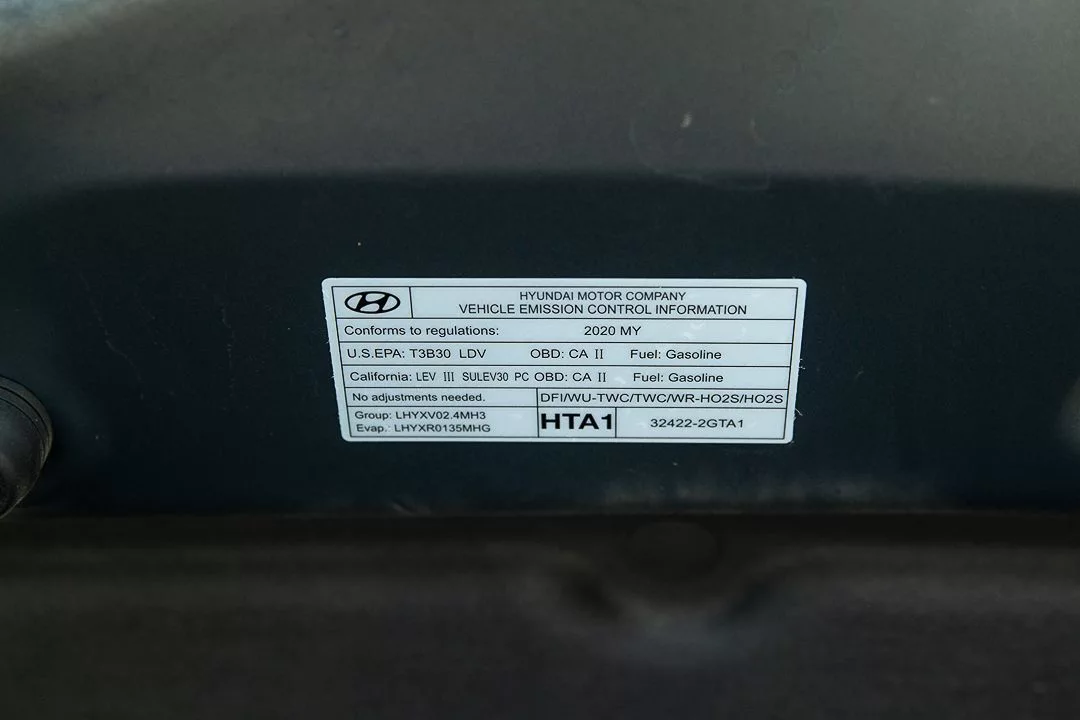 HYUNDAI MOTOR COMPANY
VEHICLE EMISSION CONTROL INFORMATION
Conforms to regulations: 2020 MY
U.S.EPA: T3B30 LDV OBD: CA II Fuel: Gasoline
California: LEV III SULEV30 PC OBD: CA II Fuel: Gasoline
No adjustments needed. DFI/WU-TWC/TWC/WR-HO2S/HO2S
Group: LHYXV02.4MH3
Evap.: LHYXR0135MHG
HTA1 32422-2GTA1